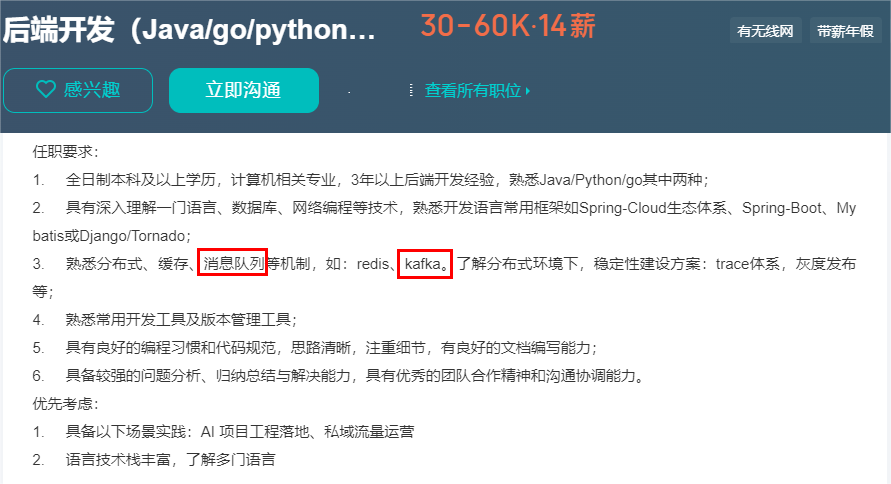 后端开发（Java/go/python...
30-60K·14薪
有无线网
带薪年假
感兴趣
立即沟通
查看所有职位
任职要求：
1. 全日制本科及以上学历，计算机相关专业，3年以上后端开发经验，熟悉Java/Python/go其中两种；
2. 具有深入理解一门语言、数据库、网络编程等技术，熟悉开发语言常用框架如Spring-Cloud生态体系、Spring-Boot、My
batis或Django/Tornado；
3. 熟悉分布式、缓存、消息队列等机制，如：redis、kafka。了解分布式环境下，稳定性建设方案：trace体系，灰度发布
等；
4. 熟悉常用开发工具及版本管理工具；
5. 具有良好的编程习惯和代码规范，思路清晰，注重细节，有良好的文档编写能力；
6. 具备较强的问题分析、归纳总结与解决能力，具有优秀的团队合作精神和沟通协调能力。
优先考虑：
1. 具备以下场景实践：AI 项目工程落地、私域流量运营
2. 语言技术栈丰富，了解多门语言